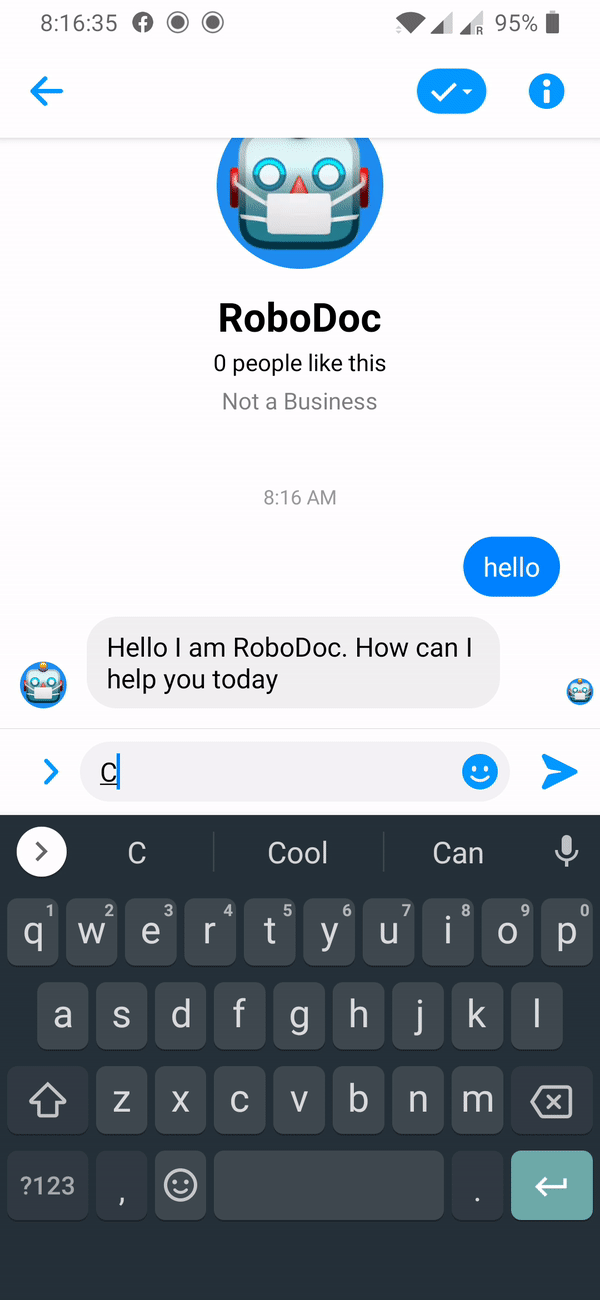 8:16:35 R 95%
RoboDoc
0 people like this
Not a Business
8:16 AM
hello
Hello I am RoboDoc. How can I
help you today
C
C Cool Can
1 2 3 4 5 6 7 8 9 0
q w e r t y u i o p
a s d f g h j k l
z x c v b n m
?123 , .